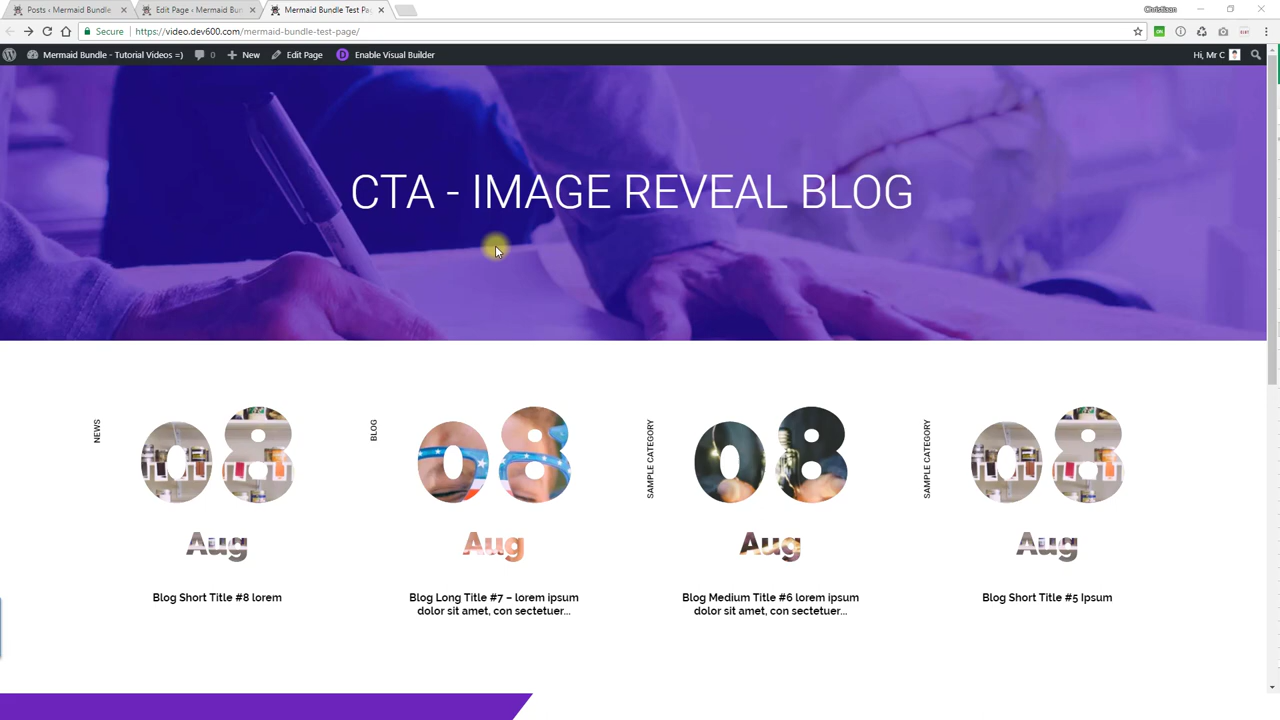 Posts ‹ Mermaid Bundle
Edit Page ‹ Mermaid Bun
Mermaid Bundle Test Pa
Christiaan
Secure
https://video.dev600.com/mermaid-bundle-test-page/
Mermaid Bundle - Tutorial Videos =)
0
New
Edit Page
Enable Visual Builder
Hi, Mr C
CTA - IMAGE REVEAL BLOG
NEWS
08
Aug
Blog Short Title #8 lorem
BLOG
08
Aug
Blog Long Title #7 – lorem ipsum
dolor sit amet, con sectetuer...
SAMPLE CATEGORY
08
Aug
Blog Medium Title #6 lorem ipsum
dolor sit amet, con sectetuer...
SAMPLE CATEGORY
08
Aug
Blog Short Title #5 Ipsum